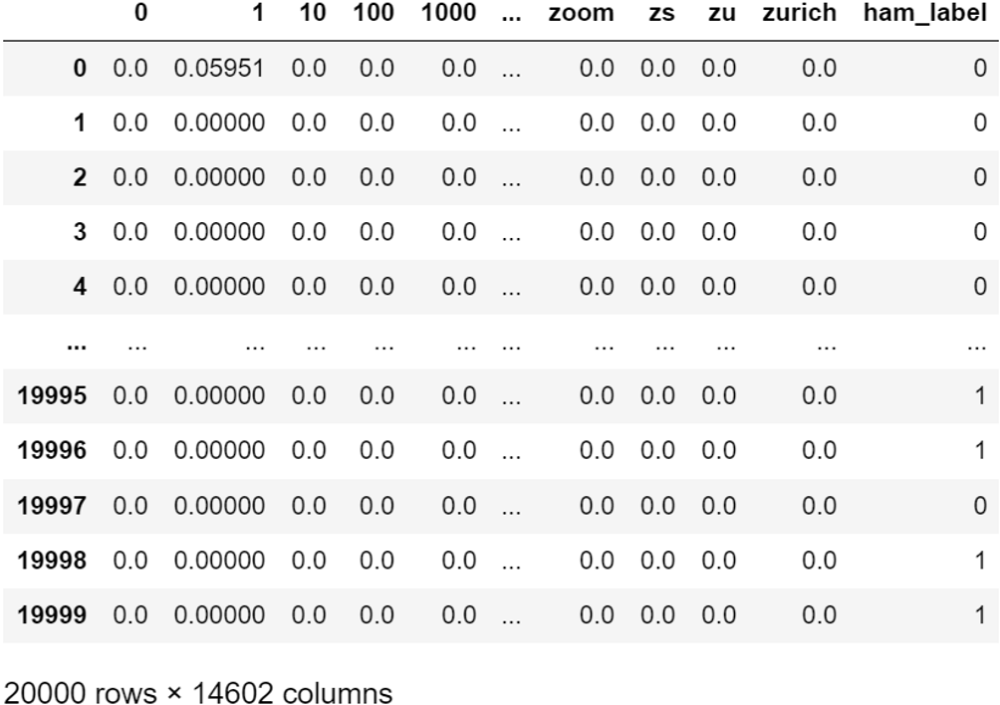 0 1 10 100 1000 ... zoom zs zu zurich ham_label
0 0.0 0.05951 0.0 0.0 0.0 ... 0.0 0.0 0.0 0.0 0
1 0.0 0.00000 0.0 0.0 0.0 ... 0.0 0.0 0.0 0.0 0
2 0.0 0.00000 0.0 0.0 0.0 ... 0.0 0.0 0.0 0.0 0
3 0.0 0.00000 0.0 0.0 0.0 ... 0.0 0.0 0.0 0.0 0
4 0.0 0.00000 0.0 0.0 0.0 ... 0.0 0.0 0.0 0.0 0
... ... ... ... ... ... ... ... ... ... ... ...
19995 0.0 0.00000 0.0 0.0 0.0 ... 0.0 0.0 0.0 0.0 1
19996 0.0 0.00000 0.0 0.0 0.0 ... 0.0 0.0 0.0 0.0 1
19997 0.0 0.00000 0.0 0.0 0.0 ... 0.0 0.0 0.0 0.0 0
19998 0.0 0.00000 0.0 0.0 0.0 ... 0.0 0.0 0.0 0.0 1
19999 0.0 0.00000 0.0 0.0 0.0 ... 0.0 0.0 0.0 0.0 1
20000 rows × 14602 columns